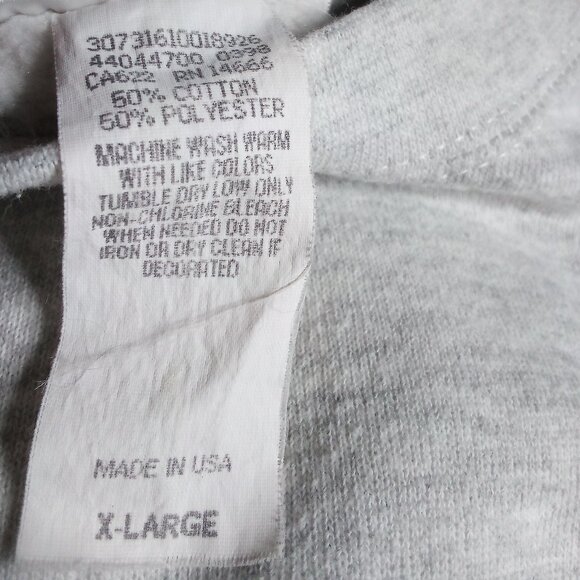 30731610018926
44044700 0998
CA622 RN 14666
50% COTTON
50% POLYESTER
MACHINE WASH WARM
WITH LIKE COLORS
TUMBLE DRY LOW ONLY
NON-CHLORINE BLEACH
WHEN NEEDED DO NOT
IRON OR DRY CLEAN IF
DECORATED
MADE IN USA
X-LARGE